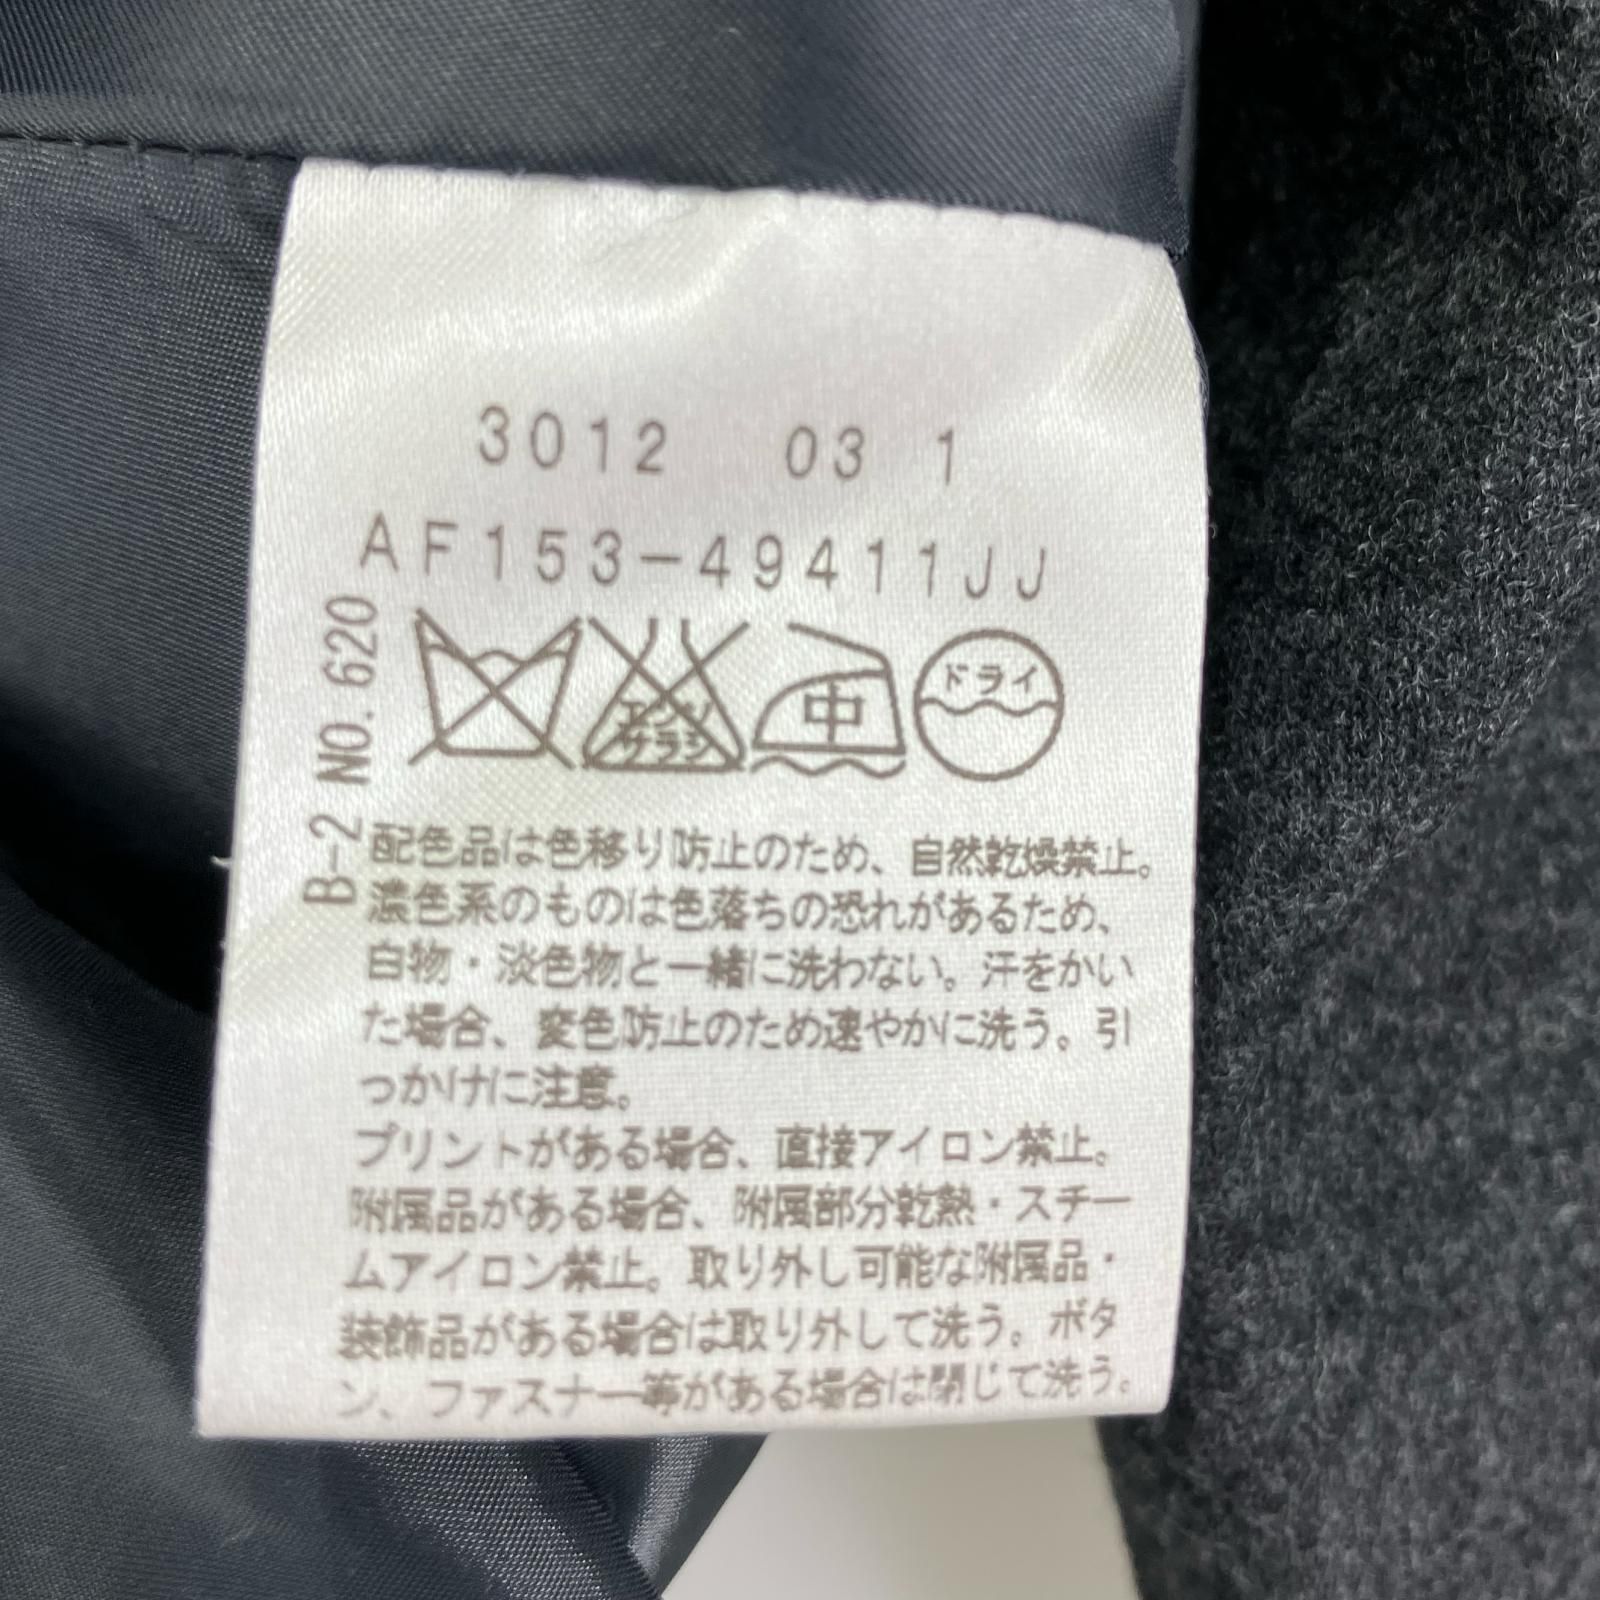 3012 03 1
AF153-49411JJ
B-2 NO.620
エンソ
サラシ
中
ドライ
配色品は色移り防止のため、自然乾燥禁止。
濃色系のものは色落ちの恐れがあるため、
白物・淡色物と一緒に洗わない。汗をかい
た場合、変色防止のため速やかに洗う。引
っかけに注意。
プリントがある場合、直接アイロン禁止。
附属品がある場合、附属部分乾熱・スチー
ムアイロン禁止。取り外し可能な附属品・
装飾品がある場合は取り外して洗う。ボタ
ン、ファスナー等がある場合は閉じて洗う。